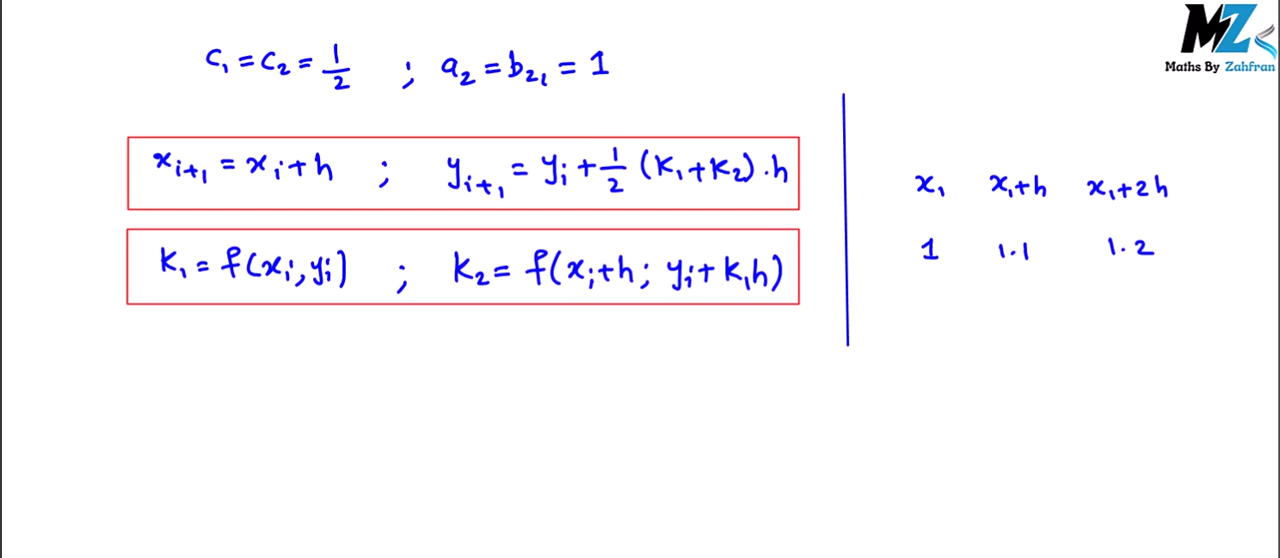 MZ
Maths By Zahfran
c₁ = c₂ = 1/2 ; a₂ = b₂₁ = 1
xᵢ₊₁ = xᵢ + h ; yᵢ₊₁ = yᵢ + 1/2 (K₁ + K₂) . h
K₁ = f(xᵢ, yᵢ) ; K₂ = f(xᵢ + h ; yᵢ + K₁h)
x₁ x₁+h x₁+2h
1 1.1 1.2